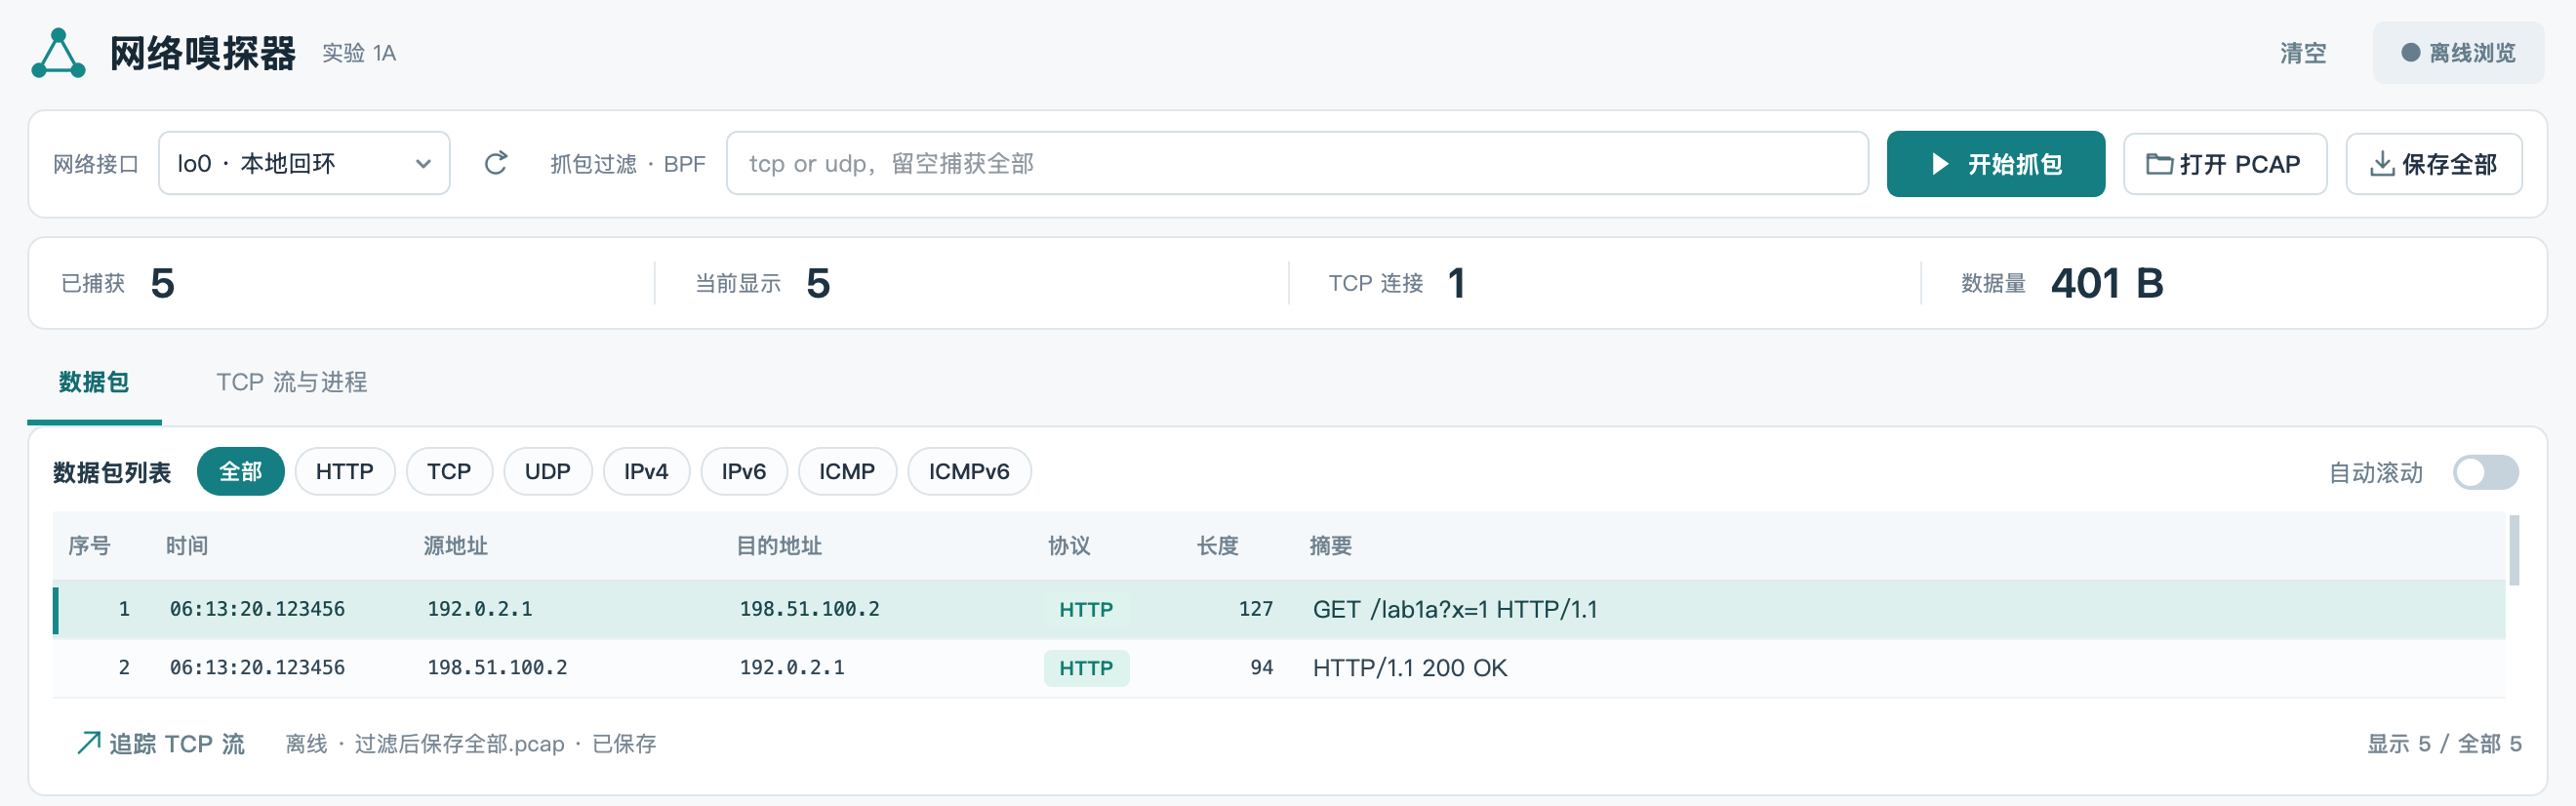 网络嗅探器 实验 1A 清空 离线浏览
网络接口 lo0 · 本地回环 抓包过滤 · BPF tcp or udp，留空捕获全部 开始抓包 打开 PCAP 保存全部
已捕获 5 当前显示 5 TCP 连接 1 数据量 401 B
数据包 TCP 流与进程
数据包列表 全部 HTTP TCP UDP IPv4 IPv6 ICMP ICMPv6 自动滚动
序号 时间 源地址 目的地址 协议 长度 摘要
1 06:13:20.123456 192.0.2.1 198.51.100.2 HTTP 127 GET /lab1a?x=1 HTTP/1.1
2 06:13:20.123456 198.51.100.2 192.0.2.1 HTTP 94 HTTP/1.1 200 OK
追踪 TCP 流 离线 · 过滤后保存全部.pcap · 已保存 显示 5 / 全部 5